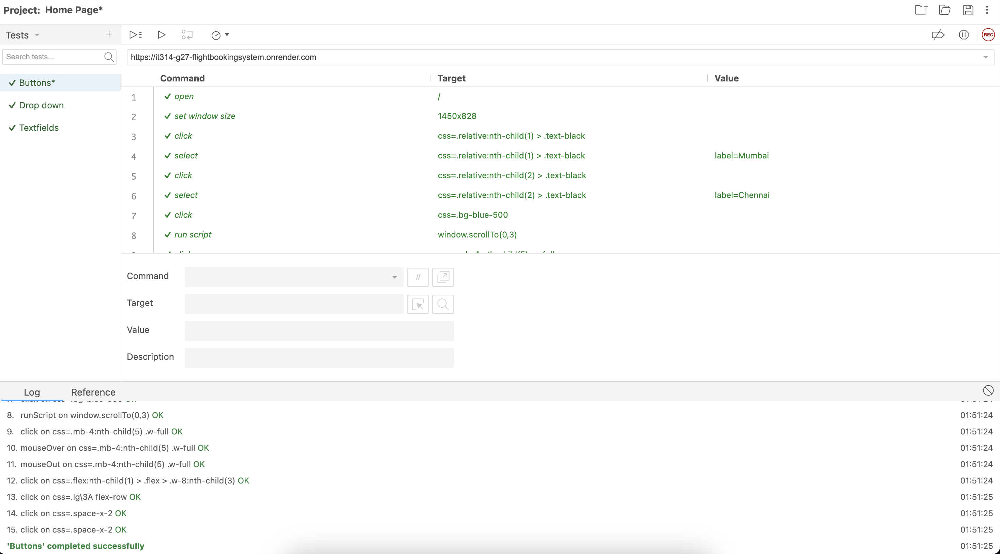 Project: Home Page*
Tests
Search tests...
Buttons*
Drop down
Textfields
REC
https://it314-g27-flightbookingsystem.onrender.com
Command Target Value
1 open /
2 set window size 1450x828
3 click css=.relative:nth-child(1) > .text-black
4 select css=.relative:nth-child(1) > .text-black label=Mumbai
5 click css=.relative:nth-child(2) > .text-black
6 select css=.relative:nth-child(2) > .text-black label=Chennai
7 click css=.bg-blue-500
8 run script window.scrollTo(0,3)
Command
//
Target
Value
Description
Log Reference
8. runScript on window.scrollTo(0,3) OK 01:51:24
9. click on css=.mb-4:nth-child(5) .w-full OK 01:51:24
10. mouseOver on css=.mb-4:nth-child(5) .w-full OK 01:51:24
11. mouseOut on css=.mb-4:nth-child(5) .w-full OK 01:51:24
12. click on css=.flex:nth-child(1) > .flex > .w-8:nth-child(3) OK 01:51:24
13. click on css=.lg\3A flex-row OK 01:51:25
14. click on css=.space-x-2 OK 01:51:25
15. click on css=.space-x-2 OK 01:51:25
'Buttons' completed successfully 01:51:25